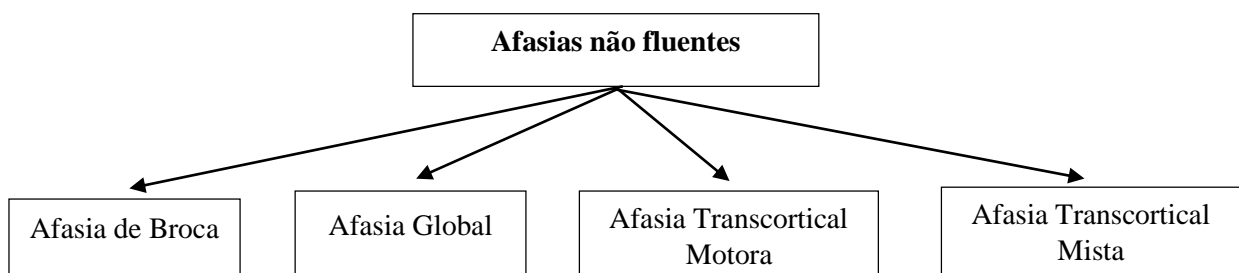 Afasias não fluentes
Afasia de Broca
Afasia Global
Afasia Transcortical
Motora
Afasia Transcortical
Mista